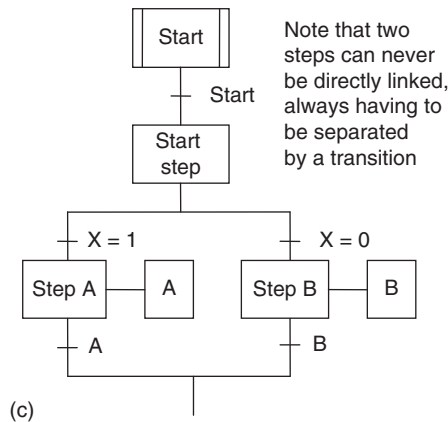 Start
Note that two
steps can never
be directly linked,
always having to
be separated
by a transition
Start
Start
step
X = 1
X = 0
Step A
A
Step B
B
A
B
(c)